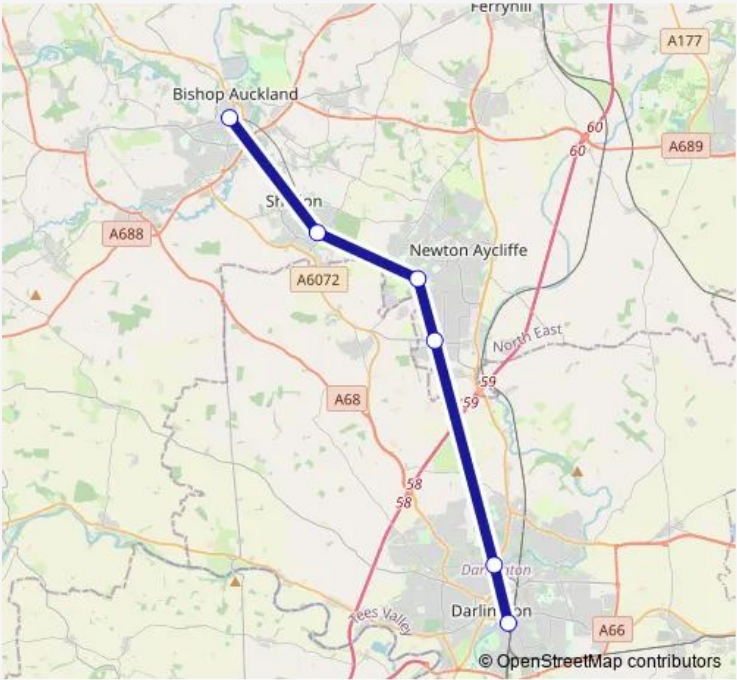 Ferryhill
A177
Bishop Auckland
60
60
A689
A688
Newton Aycliffe
A6072
North East
59
59
A68
58
58
Tees Valley
A66
© OpenStreetMap contributors